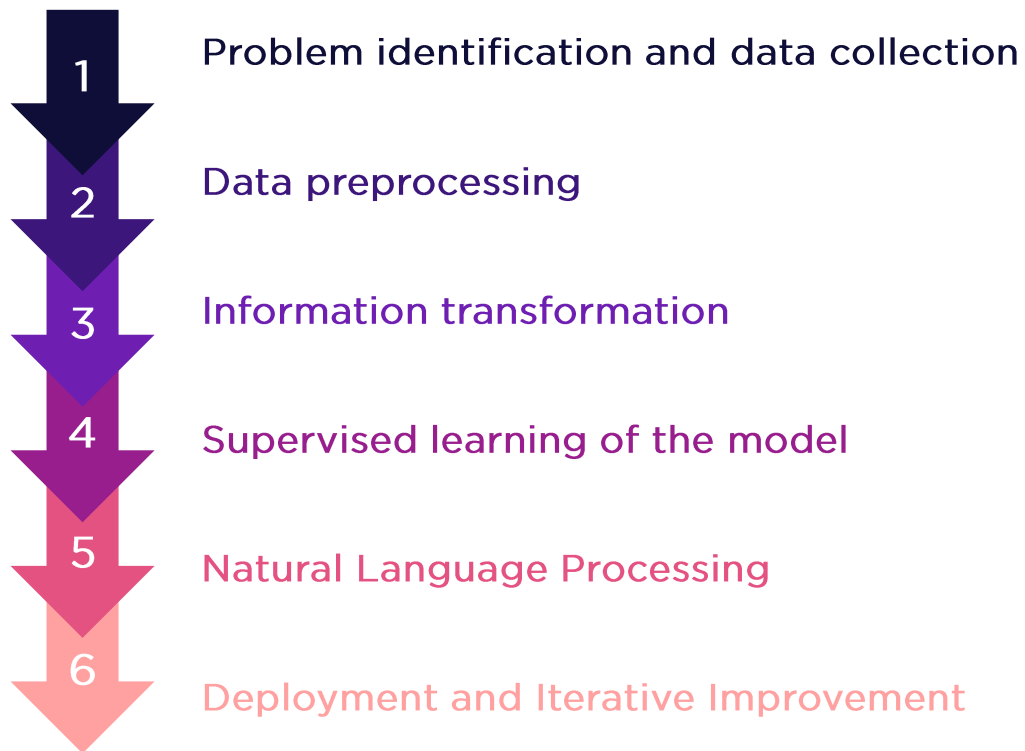 1
Problem identification and data collection
2
Data preprocessing
3
Information transformation
4
Supervised learning of the model
5
Natural Language Processing
6
Deployment and Iterative Improvement